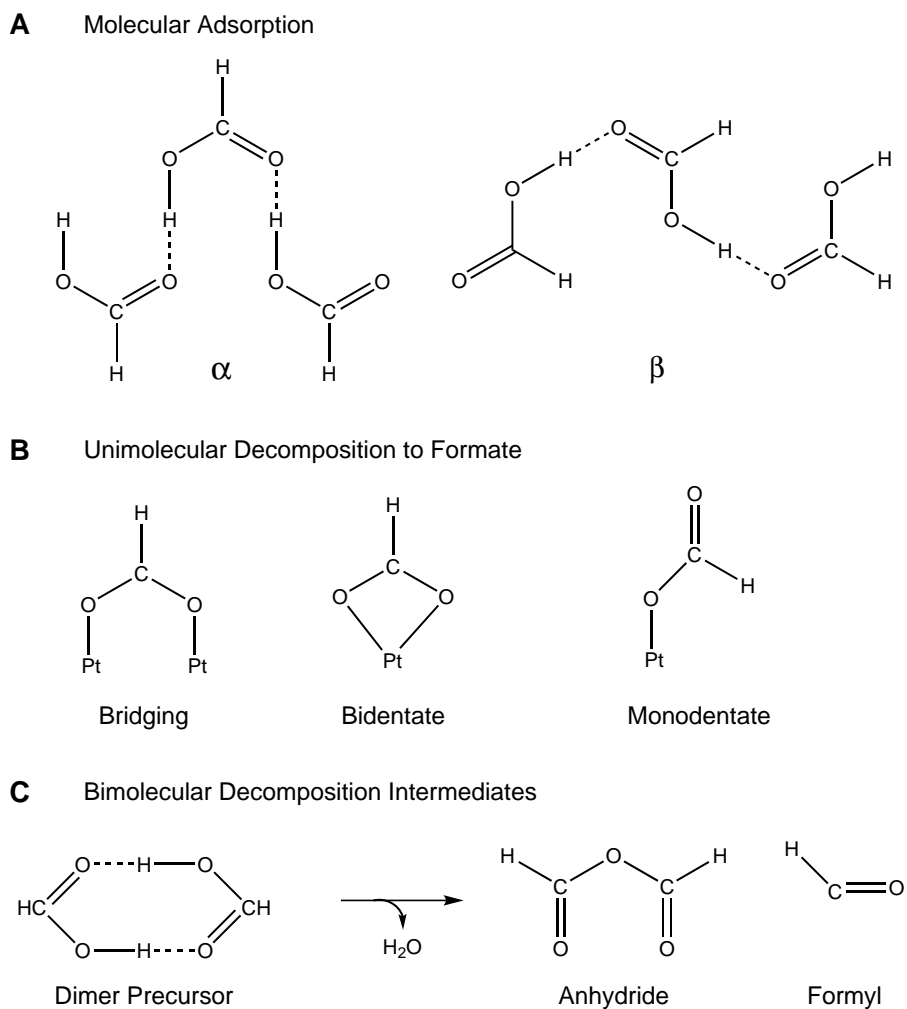 A Molecular Adsorption
H H
C O C H
O O H
H H H O O H
O C
O O O O H O H
C C
H H
α β
B Unimolecular Decomposition to Formate
H H O
C C C
O O O O O H
Pt Pt Pt Pt
Bridging Bidentate Monodentate
C Bimolecular Decomposition Intermediates
O H O H O H H
HC CH C C C O
O H O H2O O O
Dimer Precursor Anhydride Formyl